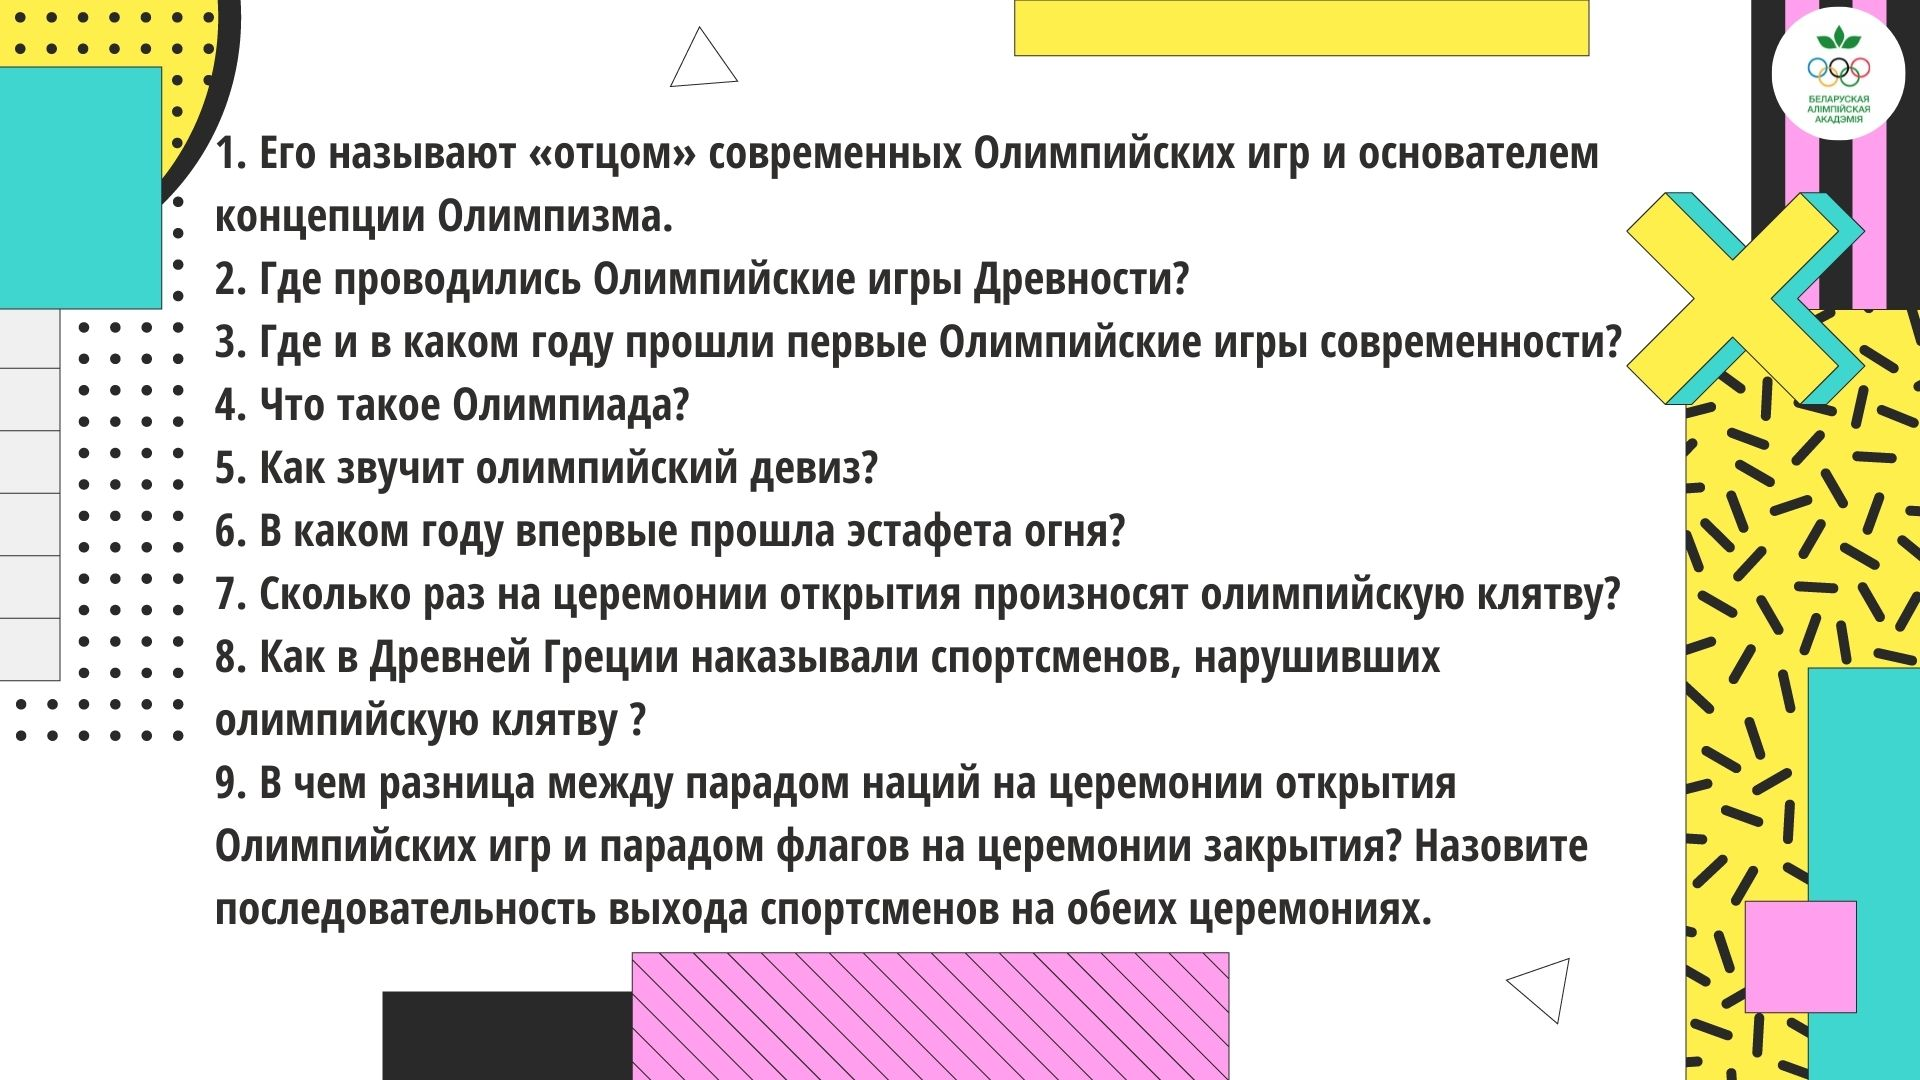 БЕЛАРУСКАЯ
АЛІМПІЙСКАЯ
АКАДЭМІЯ
1. Его называют «отцом» современных Олимпийских игр и основателем
концепции Олимпизма.
2. Где проводились Олимпийские игры Древности?
3. Где и в каком году прошли первые Олимпийские игры современности?
4. Что такое Олимпиада?
5. Как звучит олимпийский девиз?
6. В каком году впервые прошла эстафета огня?
7. Сколько раз на церемонии открытия произносят олимпийскую клятву?
8. Как в Древней Греции наказывали спортсменов, нарушивших
олимпийскую клятву ?
9. В чем разница между парадом наций на церемонии открытия
Олимпийских игр и парадом флагов на церемонии закрытия? Назовите
последовательность выхода спортсменов на обеих церемониях.